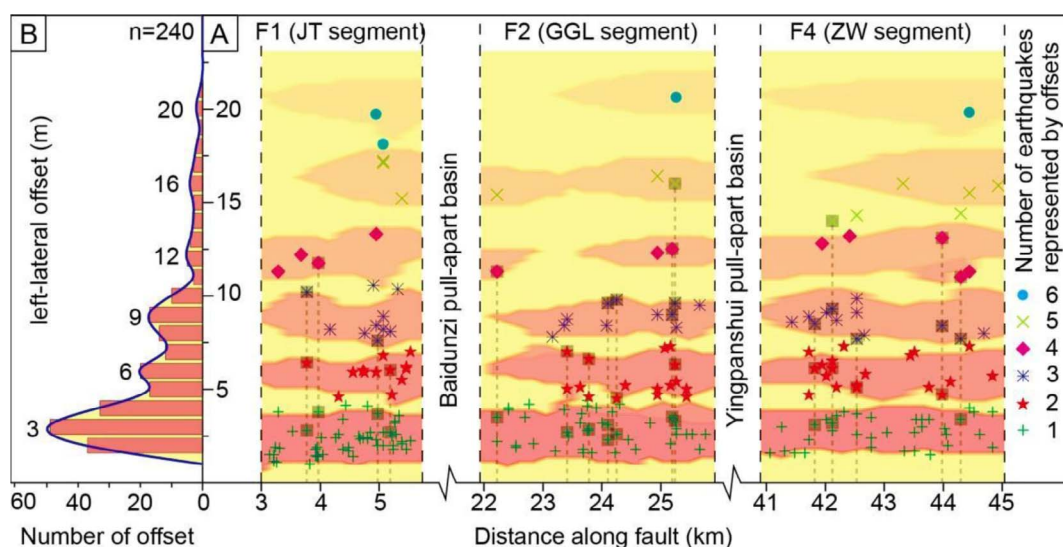 B n=240 A F1 (JT segment) F2 (GGL segment) F4 (ZW segment)
left-lateral offset (m)
20
16
12
9
6
3
20
15
10
5
Baidunzi pull-apart basin
Yingpanshui pull-apart basin
Number of earthquakes
represented by offsets
6
5
4
3
2
1
60 40 20 0 3 4 5 22 23 24 25 41 42 43 44 45
Number of offset Distance along fault (km)